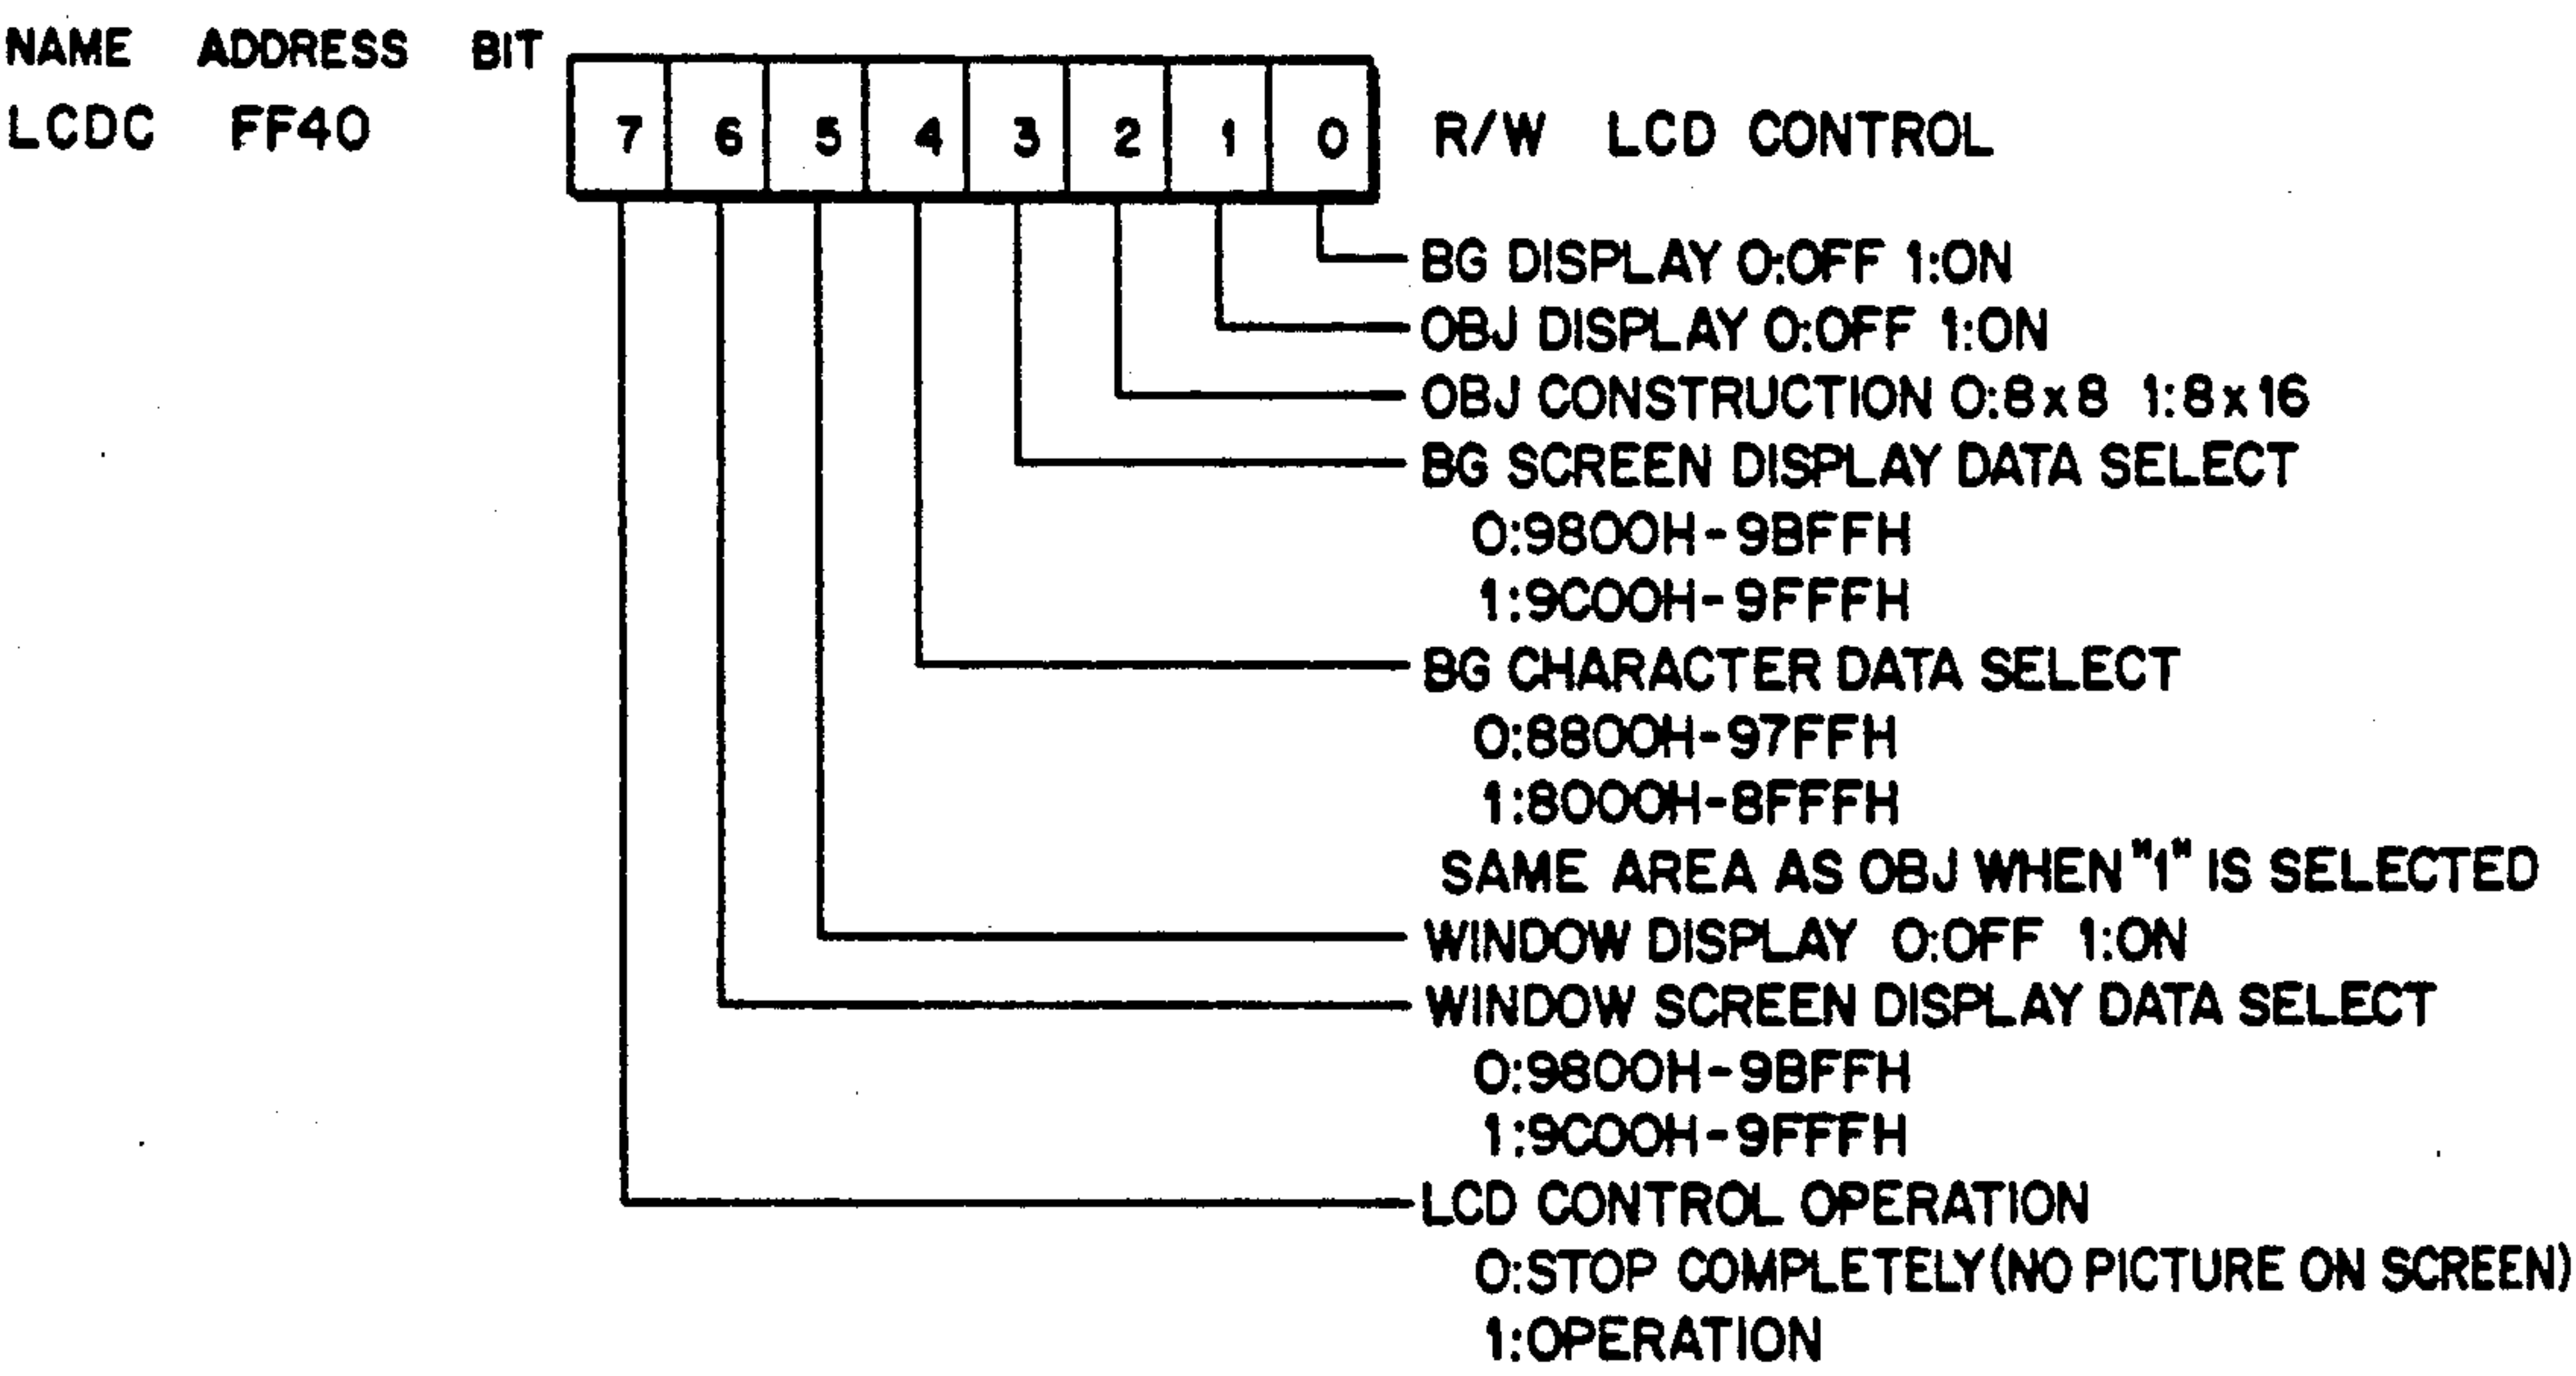 NAME ADDRESS BIT
LCDC FF40 7 6 5 4 3 2 1 0 R/W LCD CONTROL
BG DISPLAY 0:OFF 1:ON
OBJ DISPLAY 0:OFF 1:ON
OBJ CONSTRUCTION 0:8x8 1:8x16
BG SCREEN DISPLAY DATA SELECT
0:9800H-9BFFH
1:9C00H-9FFFH
BG CHARACTER DATA SELECT
0:8800H-97FFH
1:8000H-8FFFH
SAME AREA AS OBJ WHEN "1" IS SELECTED
WINDOW DISPLAY 0:OFF 1:ON
WINDOW SCREEN DISPLAY DATA SELECT
0:9800H-9BFFH
1:9C00H-9FFFH
LCD CONTROL OPERATION
0:STOP COMPLETELY(NO PICTURE ON SCREEN)
1:OPERATION